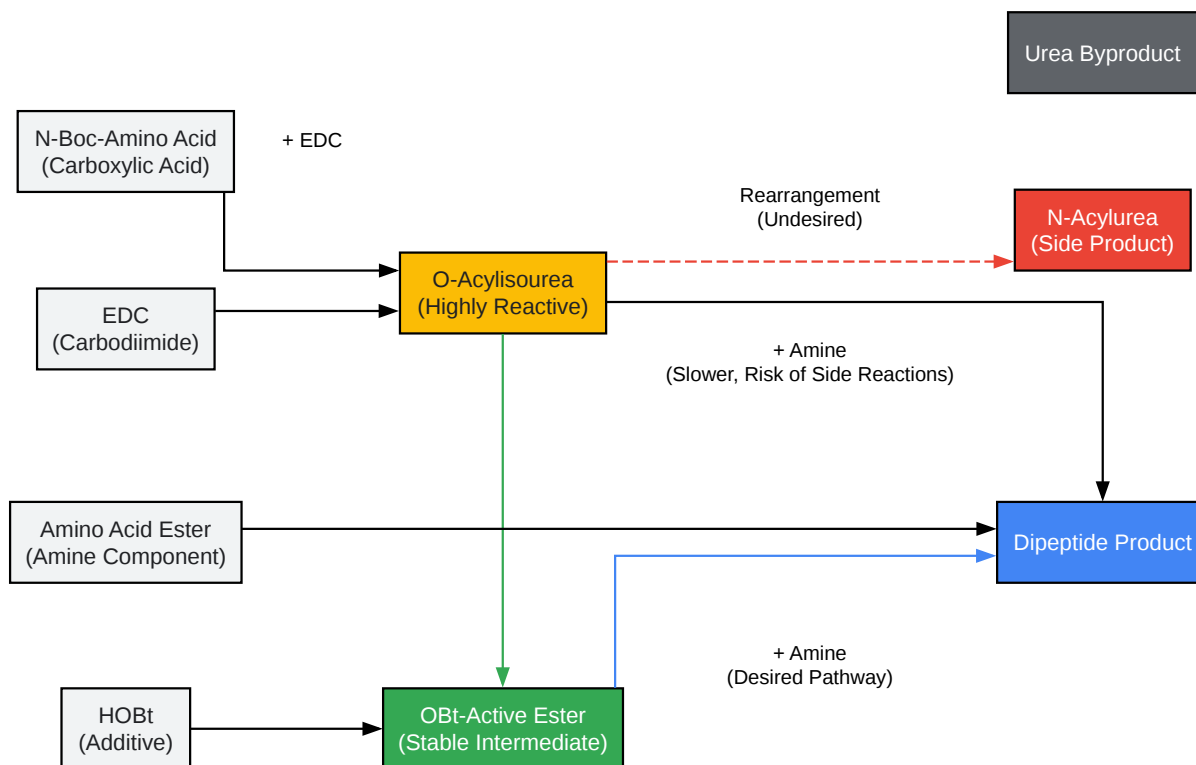 Urea Byproduct
N-Boc-Amino Acid
(Carboxylic Acid)
+ EDC
Rearrangement
(Undesired)
N-Acylurea
(Side Product)
O-Acylisourea
(Highly Reactive)
EDC
(Carbodiimide)
+ Amine
(Slower, Risk of Side Reactions)
Amino Acid Ester
(Amine Component)
Dipeptide Product
+ Amine
(Desired Pathway)
HOBt
(Additive)
OBt-Active Ester
(Stable Intermediate)